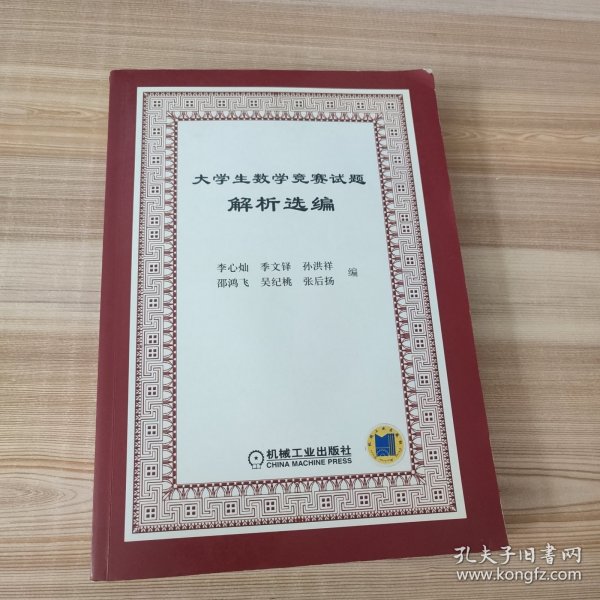 大学生数学竞赛试题
解析选编
李心灿 季文铎 孙洪祥
邵鸿飞 吴纪桃 张后扬
编
机械工业出版社
CHINA MACHINE PRESS
孔夫子旧书网
www.kongfz.com